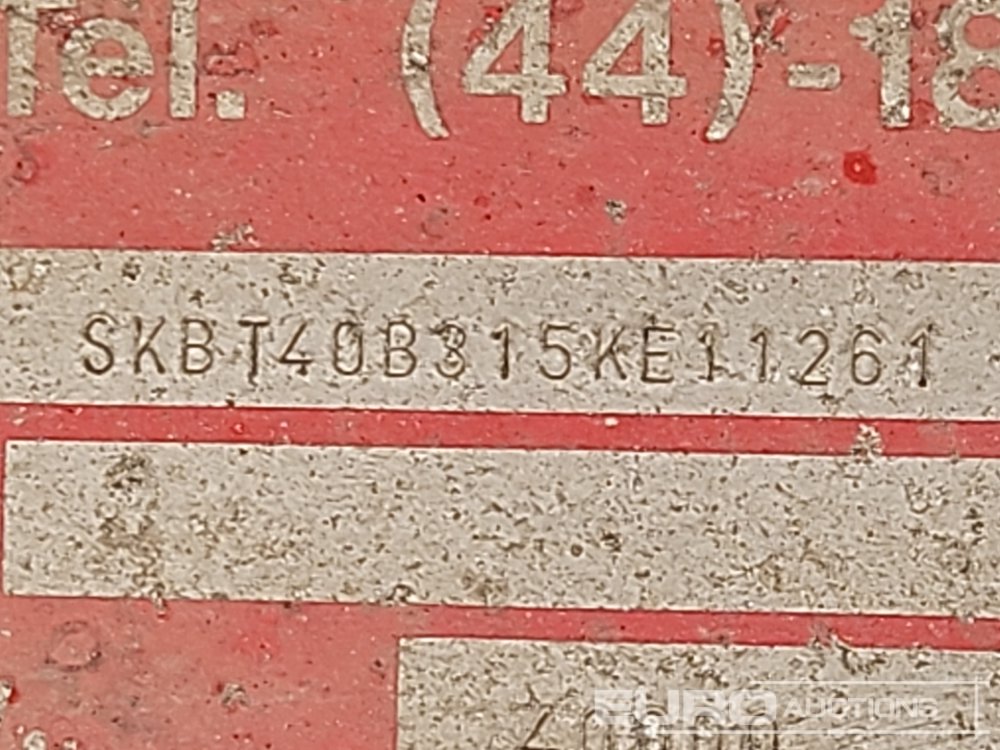 Tel. (44)-18
SKBT40B315KE11261
EURO AUCTIONS